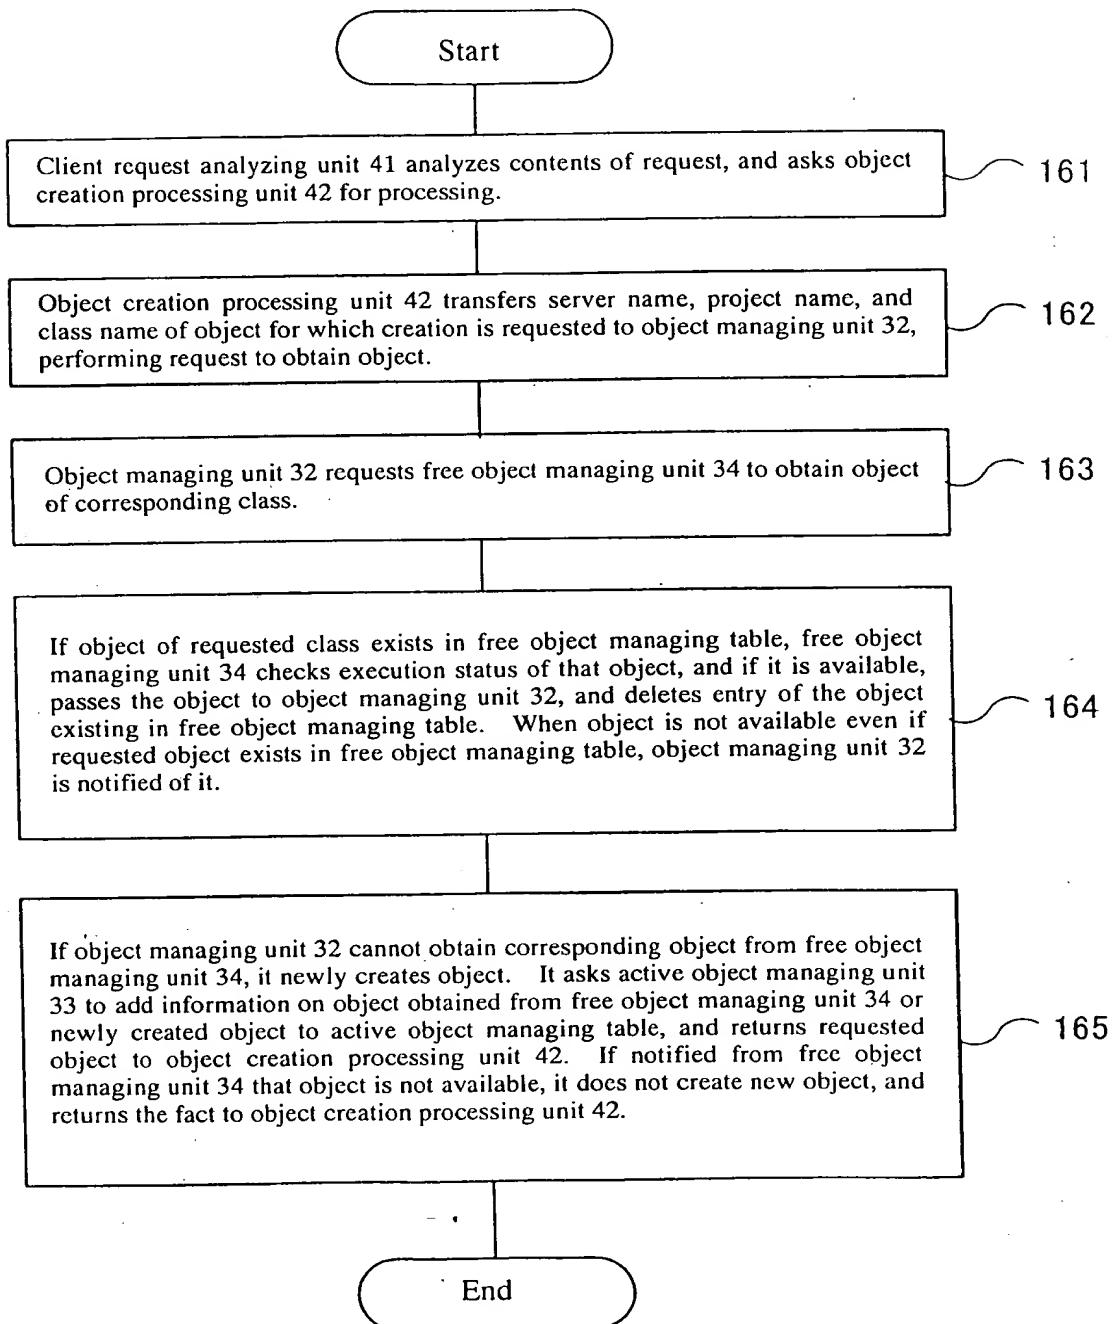 Start
Client request analyzing unit 41 analyzes contents of request, and asks object
creation processing unit 42 for processing.
161
Object creation processing unit 42 transfers server name, project name, and
class name of object for which creation is requested to object managing unit 32,
performing request to obtain object.
162
Object managing unit 32 requests free object managing unit 34 to obtain object
of corresponding class.
163
If object of requested class exists in free object managing table, free object
managing unit 34 checks execution status of that object, and if it is available,
passes the object to object managing unit 32, and deletes entry of the object
existing in free object managing table. When object is not available even if
requested object exists in free object managing table, object managing unit 32
is notified of it.
164
If object managing unit 32 cannot obtain corresponding object from free object
managing unit 34, it newly creates object. It asks active object managing unit
33 to add information on object obtained from free object managing unit 34 or
newly created object to active object managing table, and returns requested
object to object creation processing unit 42. If notified from free object
managing unit 34 that object is not available, it does not create new object, and
returns the fact to object creation processing unit 42.
165
End